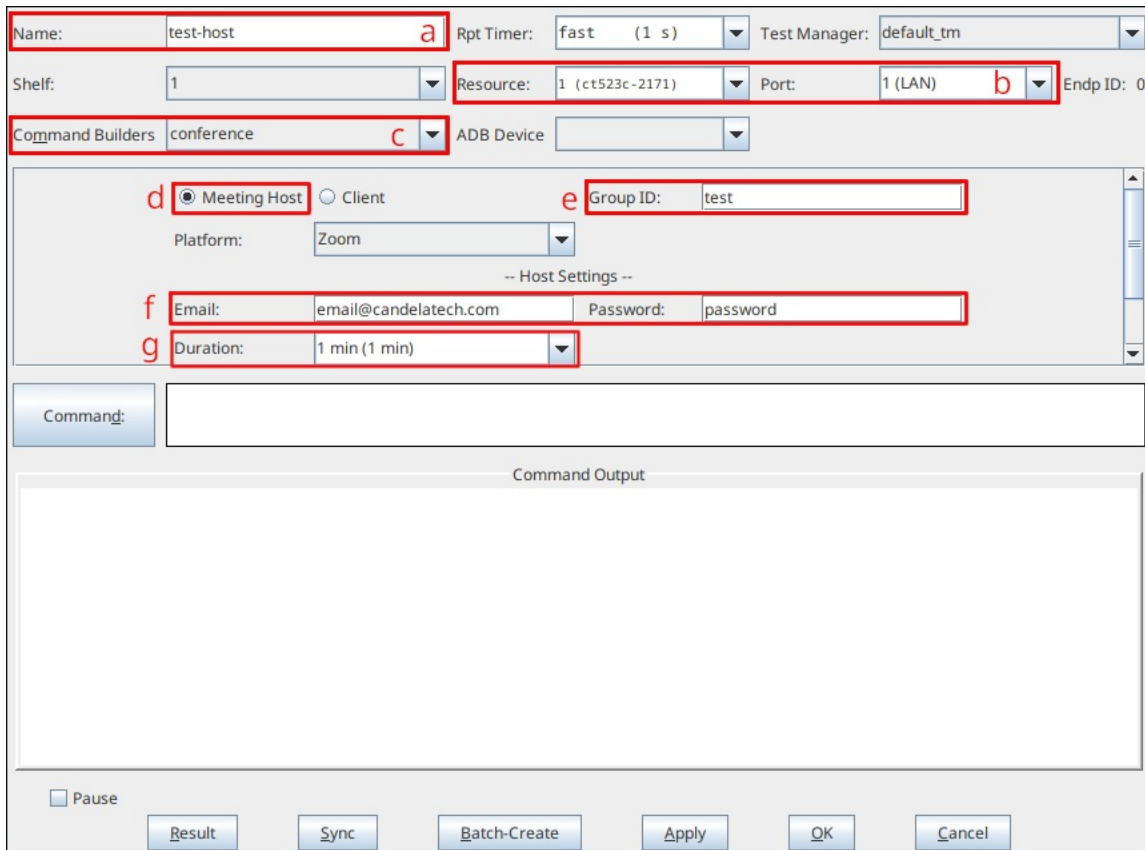 Name: test-host a Rpt Timer: fast (1 s) Test Manager: default_tm
Shelf: 1 Resource: 1 (ct523c-2171) Port: 1 (LAN) b Endp ID: 0
Command Builders conference c ADB Device
d Meeting Host Client e Group ID: test
Platform: Zoom
-- Host Settings --
f Email: email@candelatech.com Password: password
g Duration: 1 min (1 min)
Command:
Command Output
Pause
Result Sync Batch-Create Apply OK Cancel